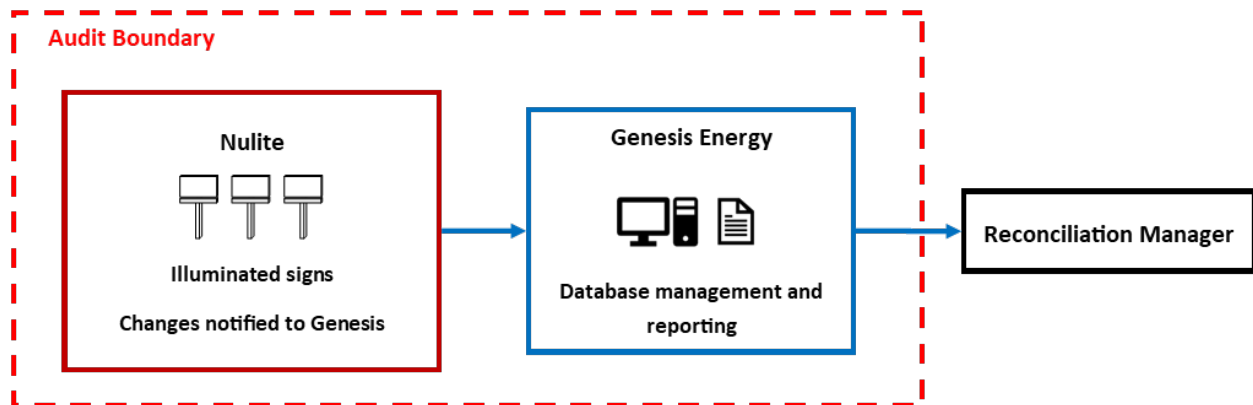 Audit Boundary
Nulite
Illuminated signs
Changes notified to Genesis
Genesis Energy
Database management and
reporting
Reconciliation Manager